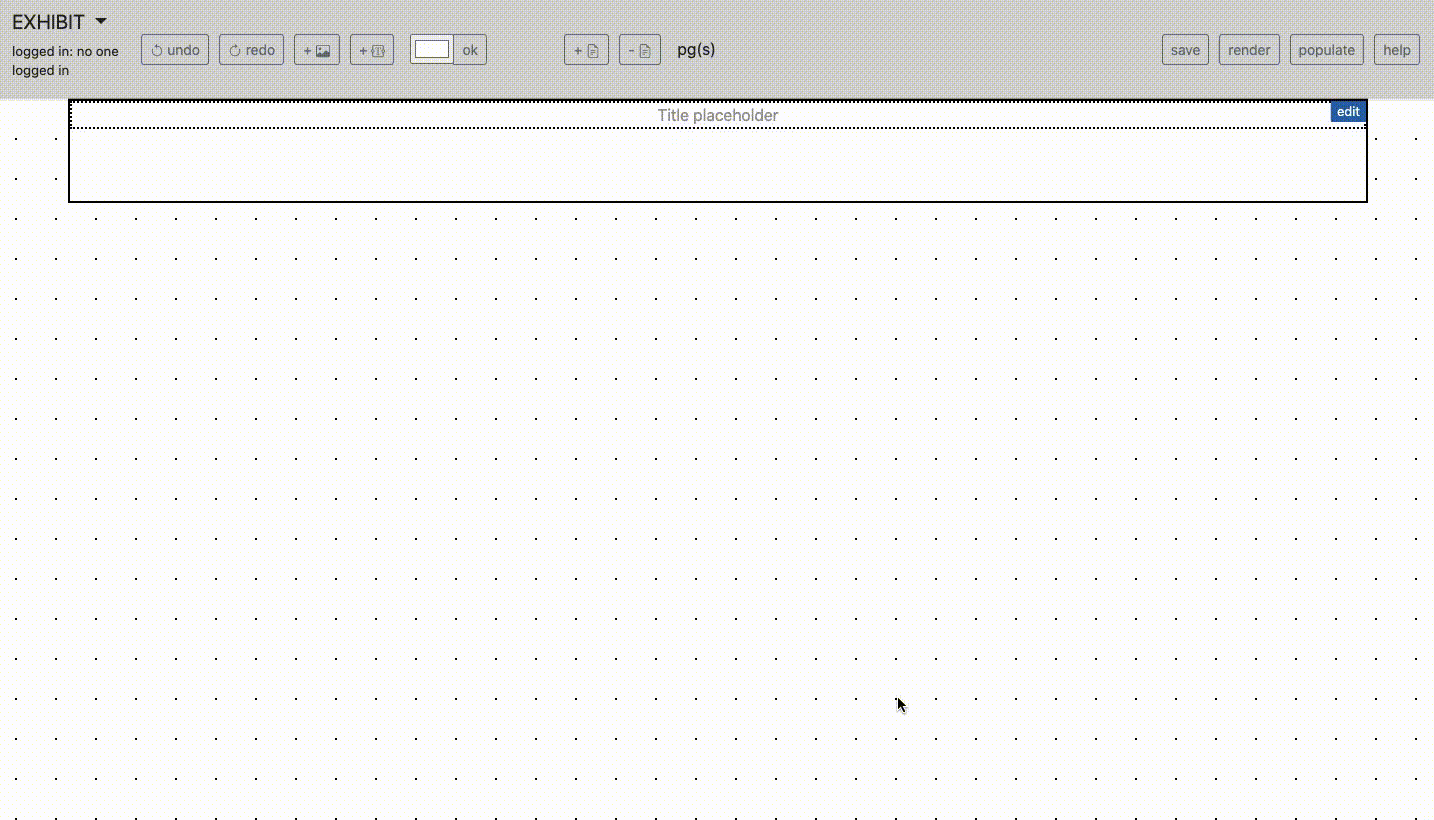 EXHIBIT
logged in: no one
logged in
undo
redo
+
+
ok
+
-
pg(s)
save
render
populate
help
Title placeholder
edit